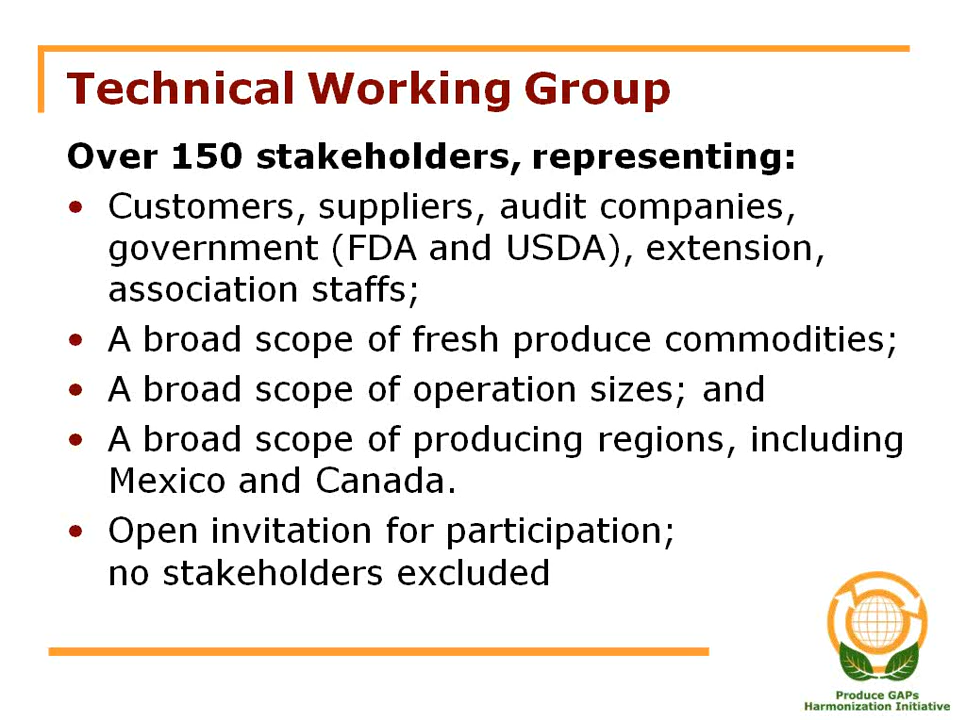 Technical Working Group
Over 150 stakeholders, representing:
• Customers, suppliers, audit companies,
government (FDA and USDA), extension,
association staffs;
• A broad scope of fresh produce commodities;
• A broad scope of operation sizes; and
• A broad scope of producing regions, including
Mexico and Canada.
• Open invitation for participation;
no stakeholders excluded
Produce GAPs
Harmonization Initiative